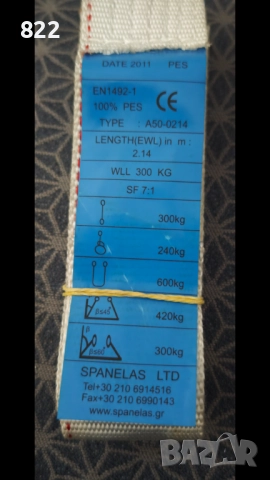 822
DATE 2011 PES
EN1492-1
100% PES CE
TYPE : A50-0214
LENGTH(EWL) in m :
2.14
WLL 300 KG
SF 7:1
300kg
240kg
600kg
β≤45 420kg
β
β≤60 300kg
SPANELAS LTD
Tel+30 210 6914516
Fax+30 210 6990143
www.spanelas.gr
BAZAR